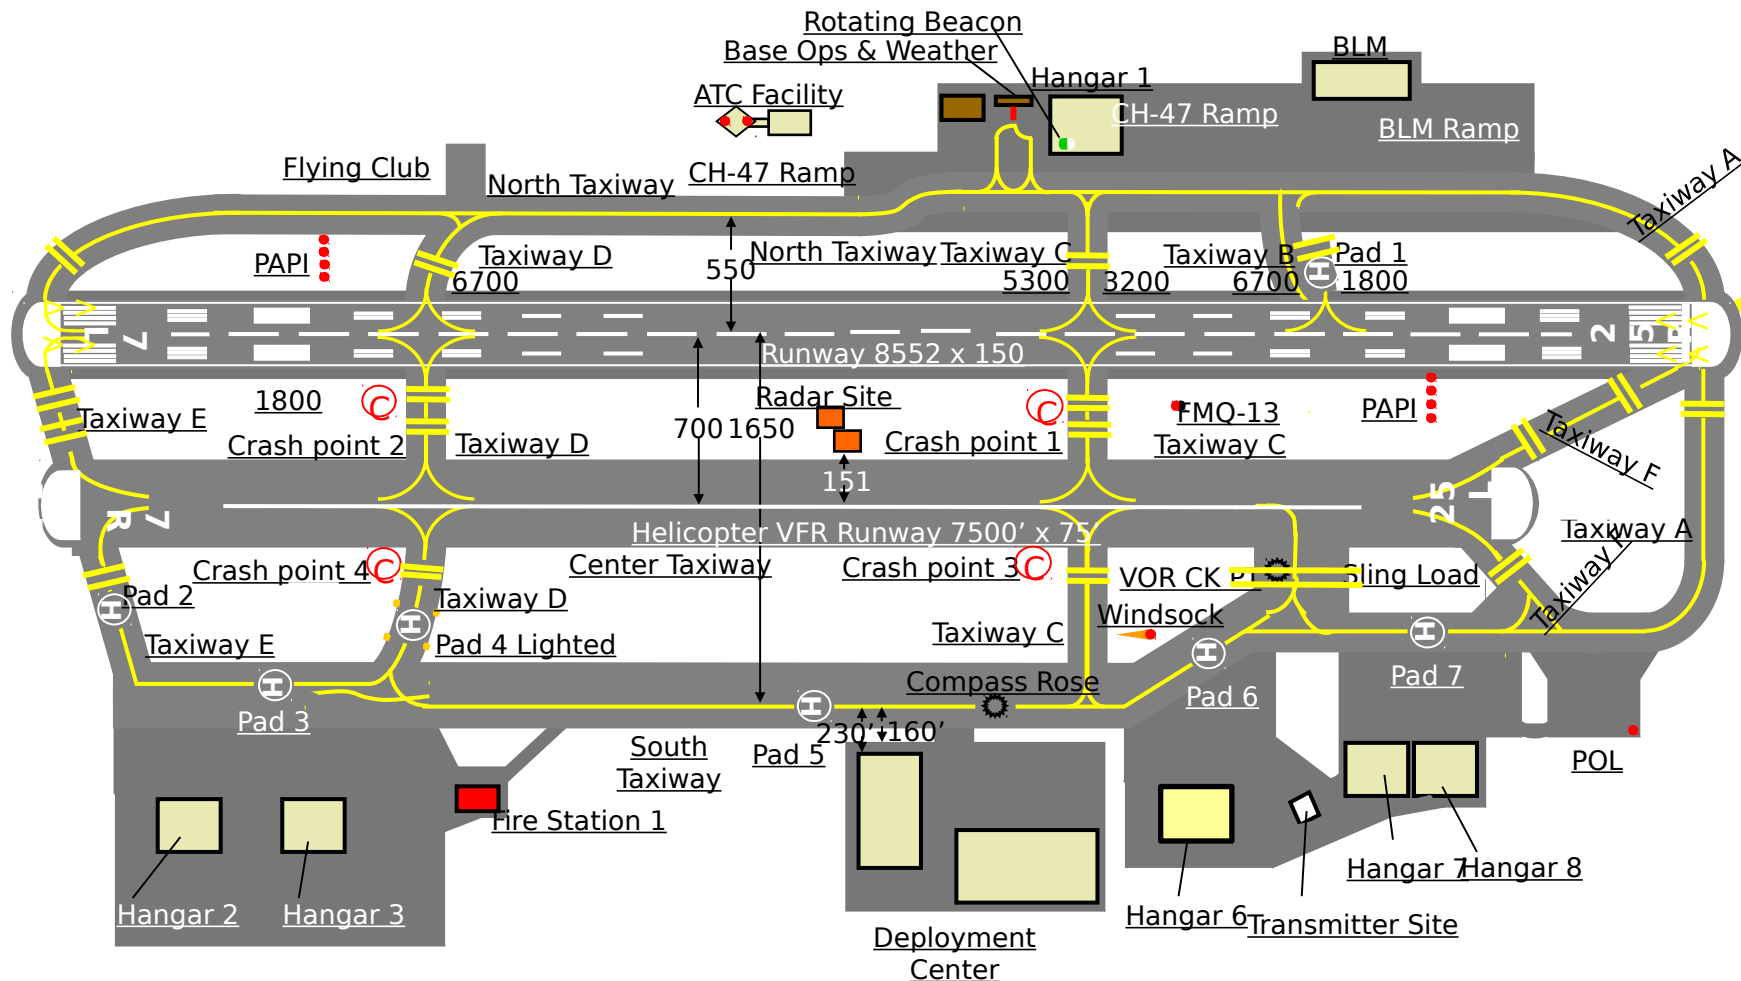 Rotating Beacon
Base Ops & Weather
BLM
Hangar 1
ATC Facility
CH-47 Ramp
BLM Ramp
Flying Club
North Taxiway
CH-47 Ramp
Taxiway A
PAPI
Taxiway D
6700
550
North Taxiway
Taxiway C
5300
3200
Taxiway B
6700
Pad 1
1800
H
7
L
2
5
R
Runway 8552 x 150
1800
C
Radar Site
C
FMQ-13
PAPI
Taxiway E
Crash point 2
Taxiway D
700
1650
Crash point 1
Taxiway C
Taxiway F
151
7
R
25
L
Helicopter VFR Runway 7500’ x 75’
Taxiway A
Crash point 4
C
Center Taxiway
Crash point 3
C
VOR CK PT
Sling Load
Taxiway F
Pad 2
H
Taxiway D
H
Windsock
Taxiway E
Pad 4 Lighted
Taxiway C
H
H
Pad 7
Pad 3
H
H
Compass Rose
Pad 6
230’
160’
Pad 5
South
Taxiway
POL
Fire Station 1
Hangar 7
Hangar 8
Hangar 2
Hangar 3
Hangar 6
Transmitter Site
Deployment
Center